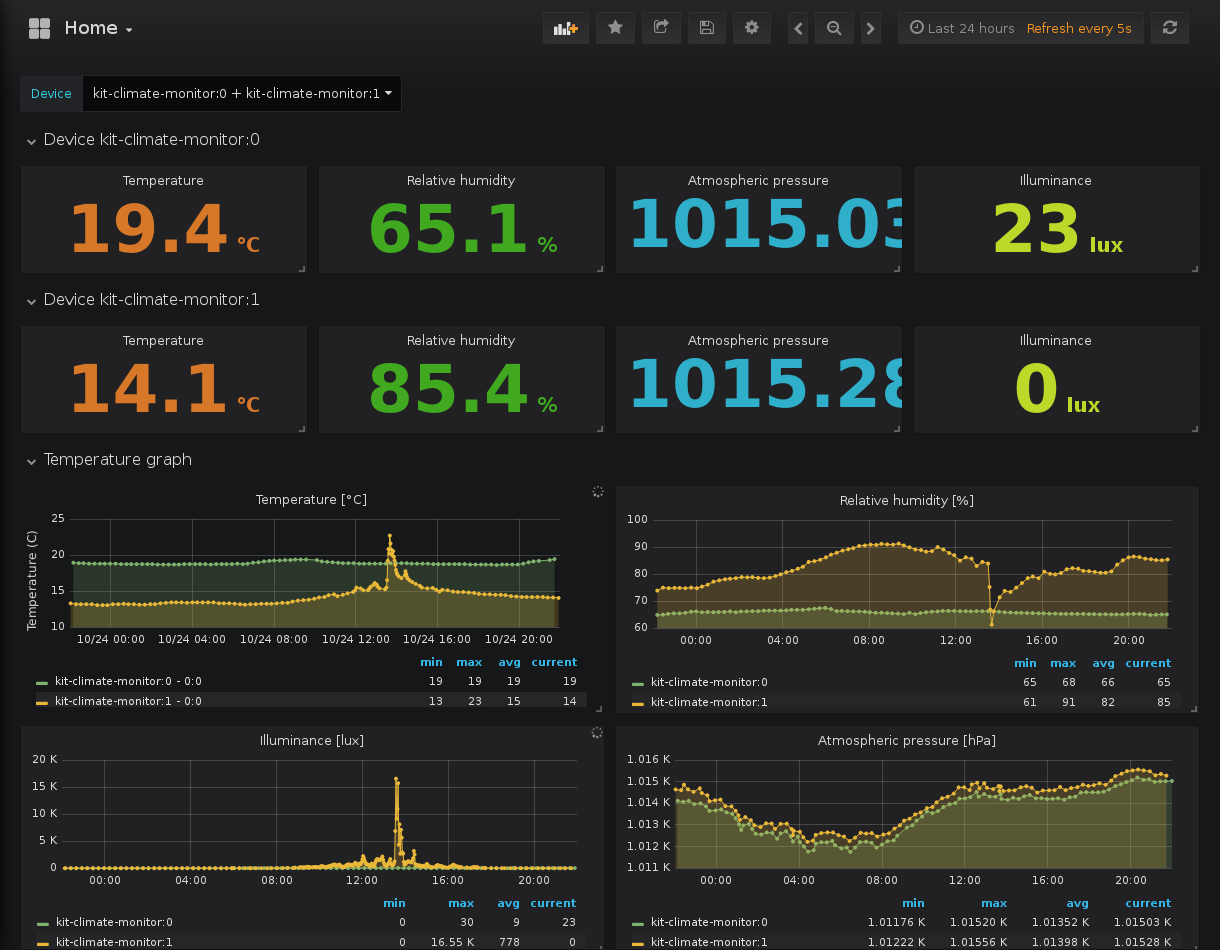 Home
Last 24 hours Refresh every 5s
Device kit-climate-monitor:0 + kit-climate-monitor:1
Device kit-climate-monitor:0
Temperature Relative humidity Atmospheric pressure Illuminance
19.4 °C 65.1 % 1015.03 23 lux
Device kit-climate-monitor:1
Temperature Relative humidity Atmospheric pressure Illuminance
14.1 °C 85.4 % 1015.28 0 lux
Temperature graph
Temperature [°C]
Temperature (C)
25
20
15
10
10/24 00:00 10/24 04:00 10/24 08:00 10/24 12:00 10/24 16:00 10/24 20:00
min max avg current
kit-climate-monitor:0 - 0:0 19 19 19 19
kit-climate-monitor:1 - 0:0 13 23 15 14
Relative humidity [%]
100
90
80
70
60
00:00 04:00 08:00 12:00 16:00 20:00
min max avg current
kit-climate-monitor:0 65 68 66 65
kit-climate-monitor:1 61 91 82 85
Illuminance [lux]
20 K
15 K
10 K
5 K
0
00:00 04:00 08:00 12:00 16:00 20:00
min max avg current
kit-climate-monitor:0 0 30 9 23
kit-climate-monitor:1 0 16.55 K 778 0
Atmospheric pressure [hPa]
1.016 K
1.015 K
1.014 K
1.013 K
1.012 K
1.011 K
00:00 04:00 08:00 12:00 16:00 20:00
min max avg current
kit-climate-monitor:0 1.01176 K 1.01520 K 1.01352 K 1.01503 K
kit-climate-monitor:1 1.01222 K 1.01556 K 1.01398 K 1.01528 K